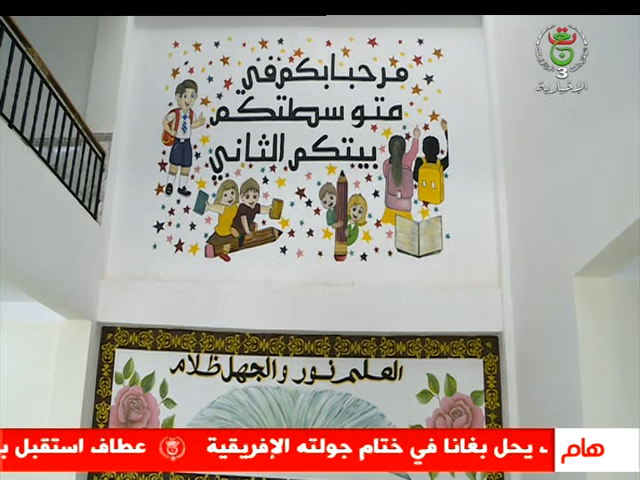 مرحبا بكم في
متوسطتكم
بيتكم الثاني
3
الإخبارية
العلم نور والجهل ظلام
هام
يحل بغانا في ختام جولته الإفريقية
عطاف استقبل